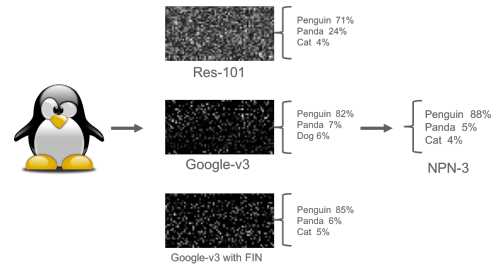 Penguin 71%
Panda 24%
Cat 4%
Res-101
Penguin 82%
Panda 7%
Dog 6%
Google-v3
Penguin 88%
Panda 5%
Cat 4%
NPN-3
Penguin 85%
Panda 6%
Cat 5%
Google-v3 with FIN